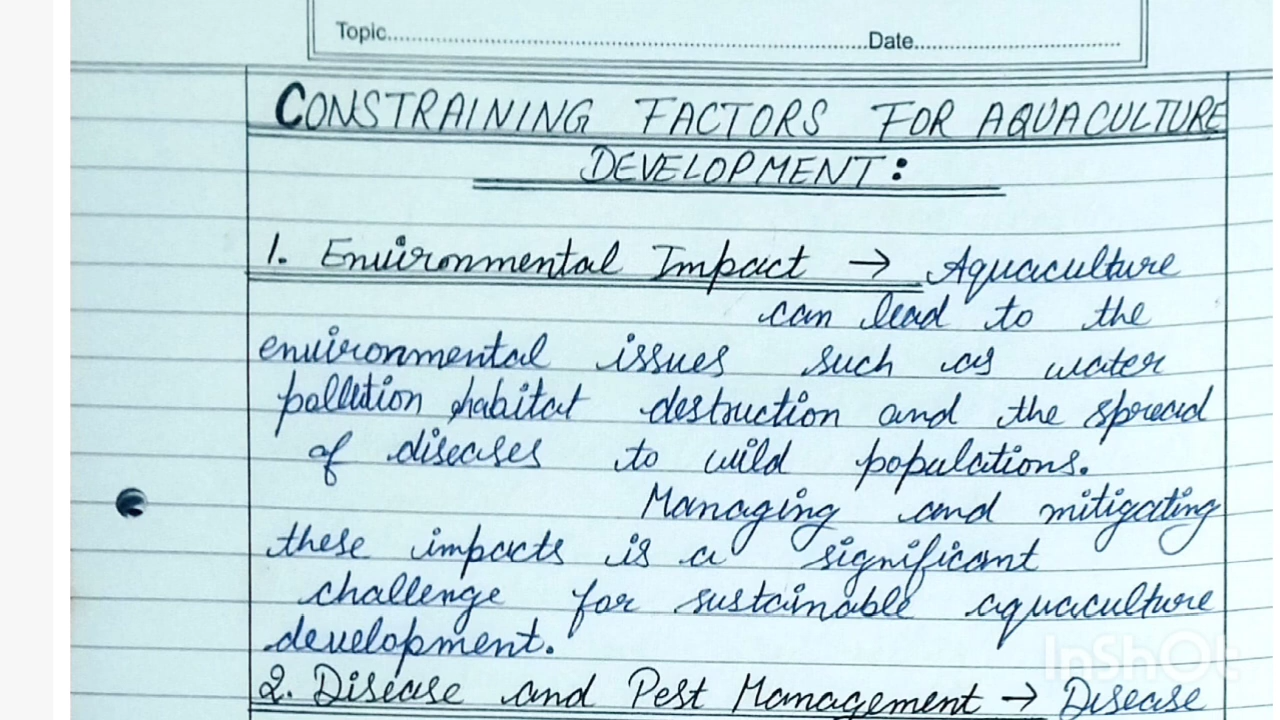 Topic......................................................................Date..............................
CONSTRAINING FACTORS FOR AQUACULTURE
DEVELOPMENT:
1. Environmental Impact → Aquaculture
can lead to the
environmental issues such as water
pollution, habitat destruction and the spread
of diseases to wild populations.
Managing and mitigating
these impacts is a significant
challenge for sustainable aquaculture
development.
InShOt
2. Disease and Pest Management → Disease